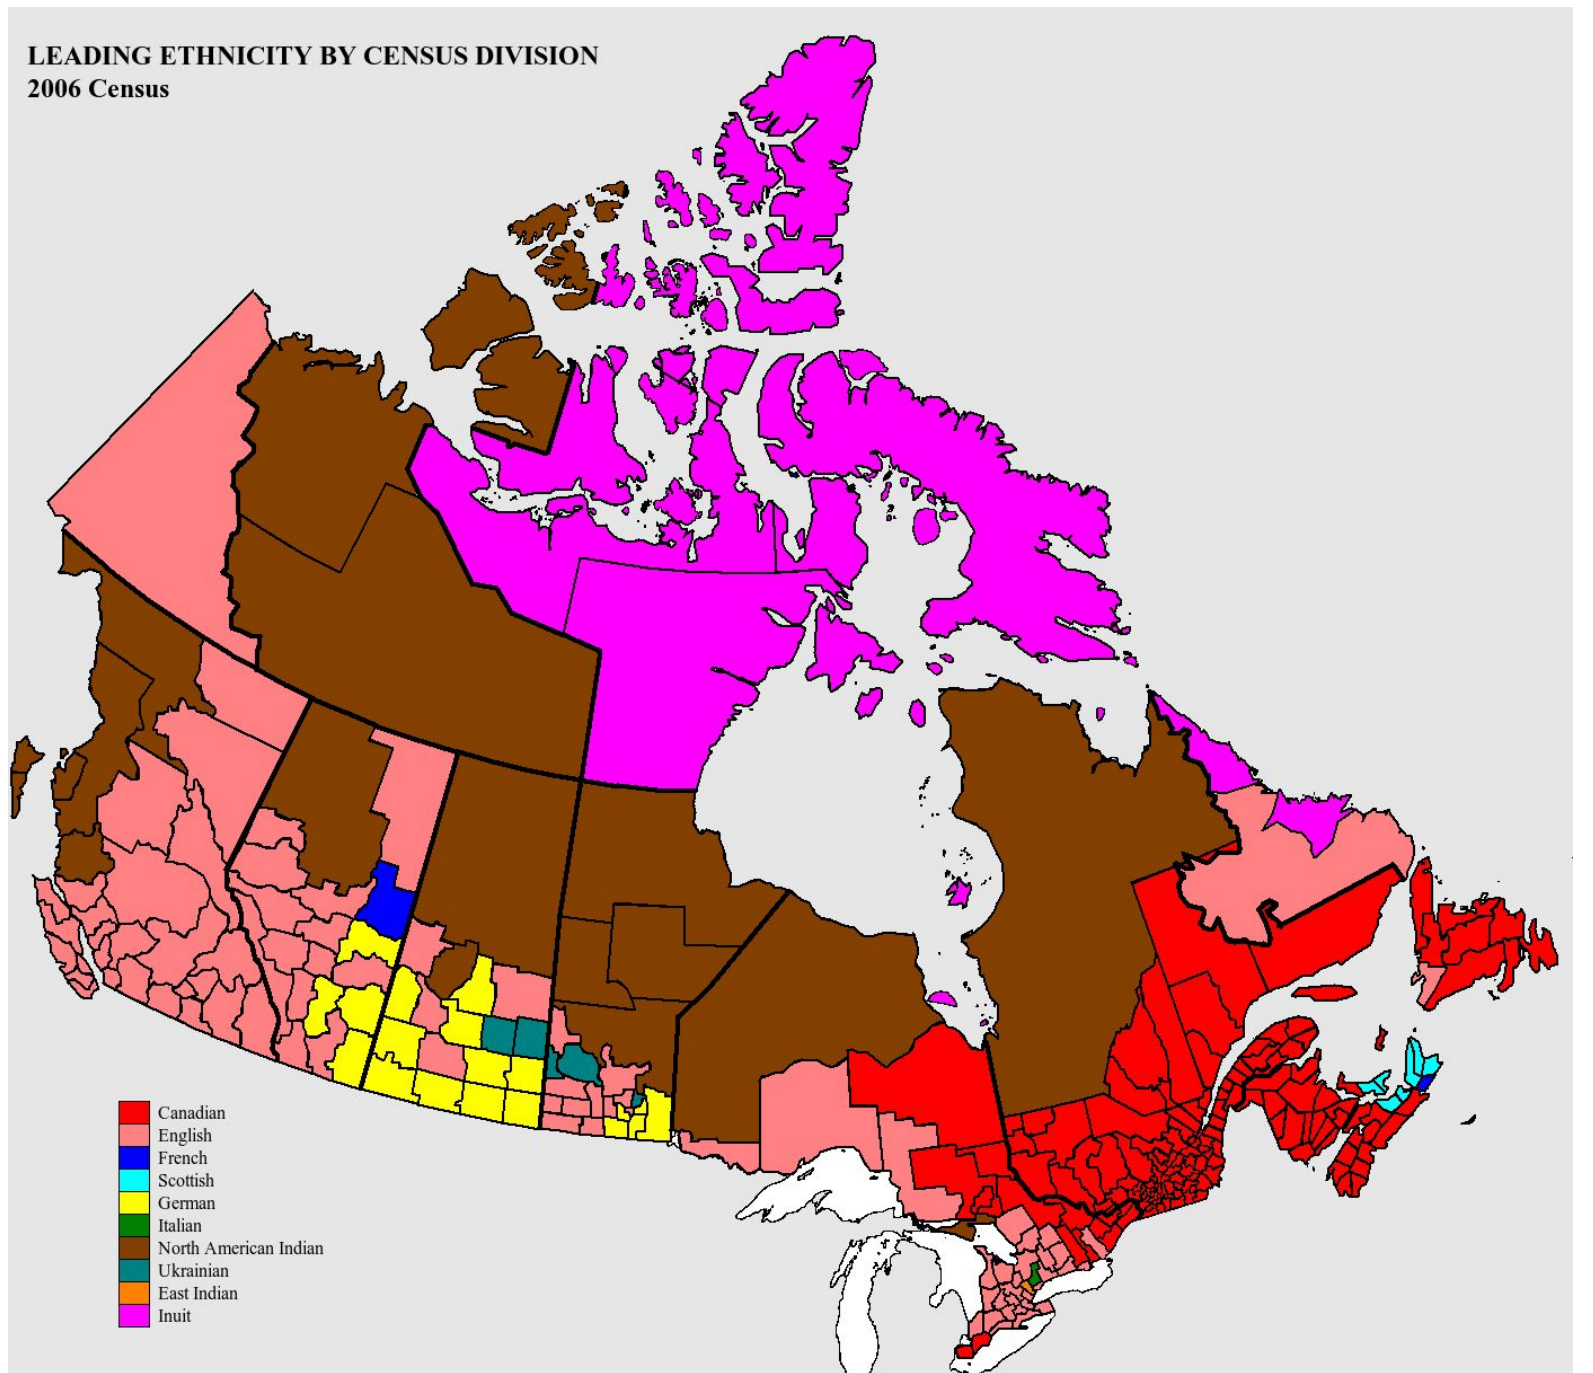 LEADING ETHNICITY BY CENSUS DIVISION
2006 Census
Canadian
English
French
Scottish
German
Italian
North American Indian
Ukrainian
East Indian
Inuit